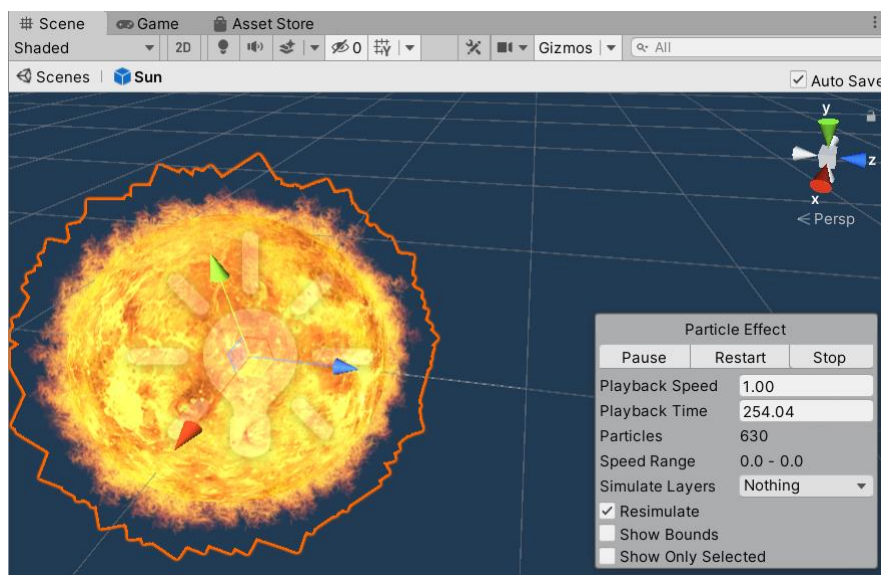 Scene Game Asset Store
Shaded 2D 0 Gizmos All
Scenes Sun Auto Save
y
z
x
Persp
Particle Effect
Pause Restart Stop
Playback Speed 1.00
Playback Time 254.04
Particles 630
Speed Range 0.0 - 0.0
Simulate Layers Nothing
Resimulate
Show Bounds
Show Only Selected